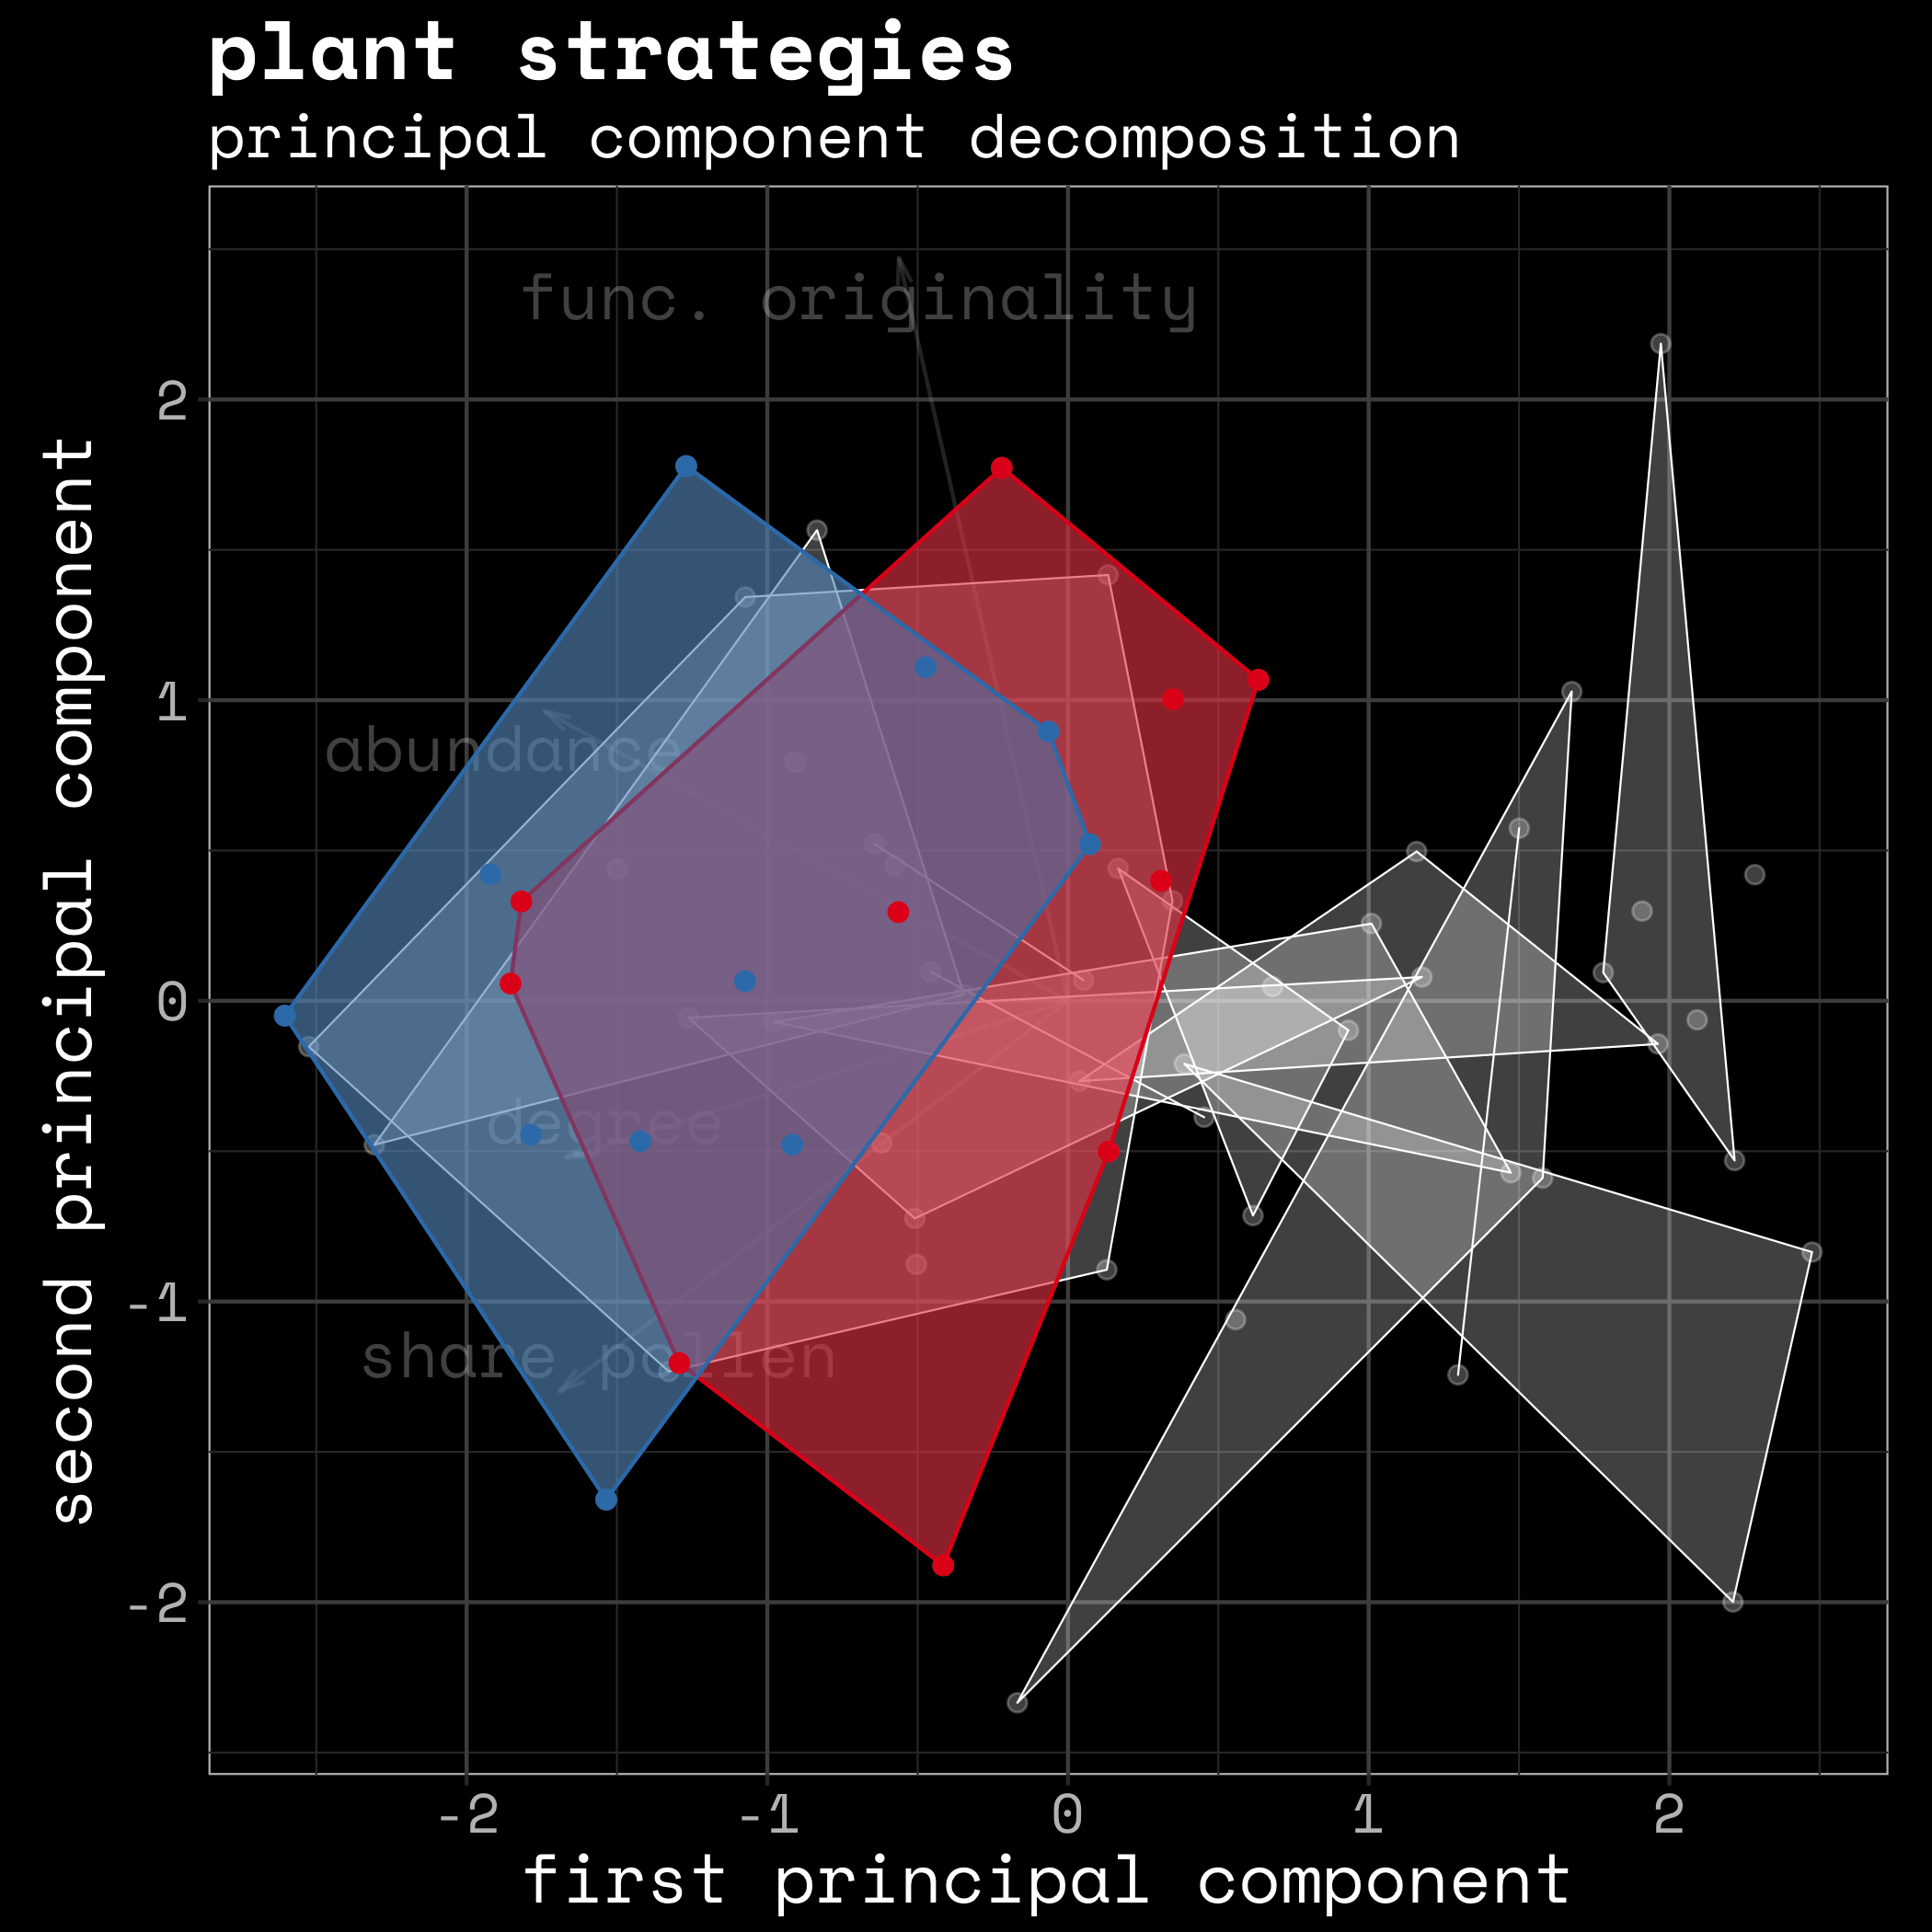 plant strategies
principal component decomposition
func. originality
abundance
degree
share pollen
second principal component
2
1
0
-1
-2
-2 -1 0 1 2
first principal component